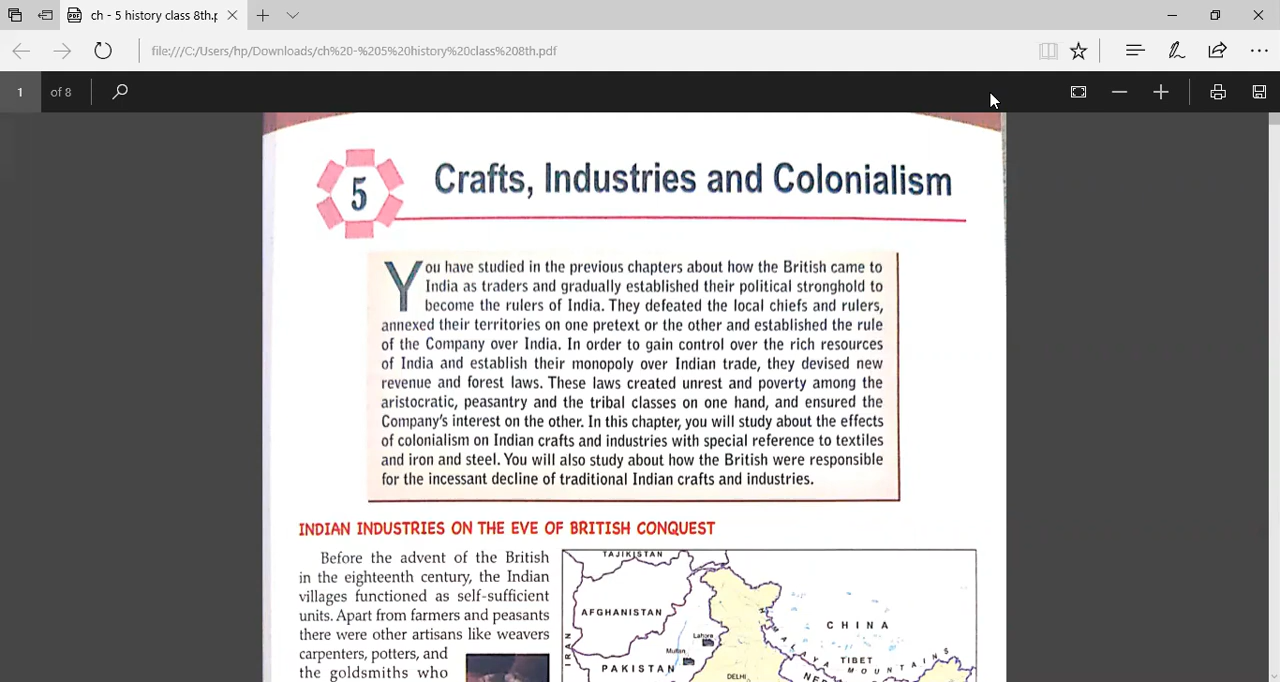 ch - 5 history class 8th.p
file:///C:/Users/hp/Downloads/ch%20-%205%20history%20class%208th.pdf
1 of 8
5
Crafts, Industries and Colonialism
You have studied in the previous chapters about how the British came to
India as traders and gradually established their political stronghold to
become the rulers of India. They defeated the local chiefs and rulers,
annexed their territories on one pretext or the other and established the rule
of the Company over India. In order to gain control over the rich resources
of India and establish their monopoly over Indian trade, they devised new
revenue and forest laws. These laws created unrest and poverty among the
aristocratic, peasantry and the tribal classes on one hand, and ensured the
Company's interest on the other. In this chapter, you will study about the effects
of colonialism on Indian crafts and industries with special reference to textiles
and iron and steel. You will also study about how the British were responsible
for the incessant decline of traditional Indian crafts and industries.
INDIAN INDUSTRIES ON THE EVE OF BRITISH CONQUEST
Before the advent of the British
in the eighteenth century, the Indian
villages functioned as self-sufficient
units. Apart from farmers and peasants
there were other artisans like weavers
carpenters, potters, and
the goldsmiths who
TAJIKISTAN
AFGHANISTAN
CHINA
IRAN
Lahore
Multan
PAKISTAN
TIBET
HIMALAYA MOUNTAINS
DELHI
NEP